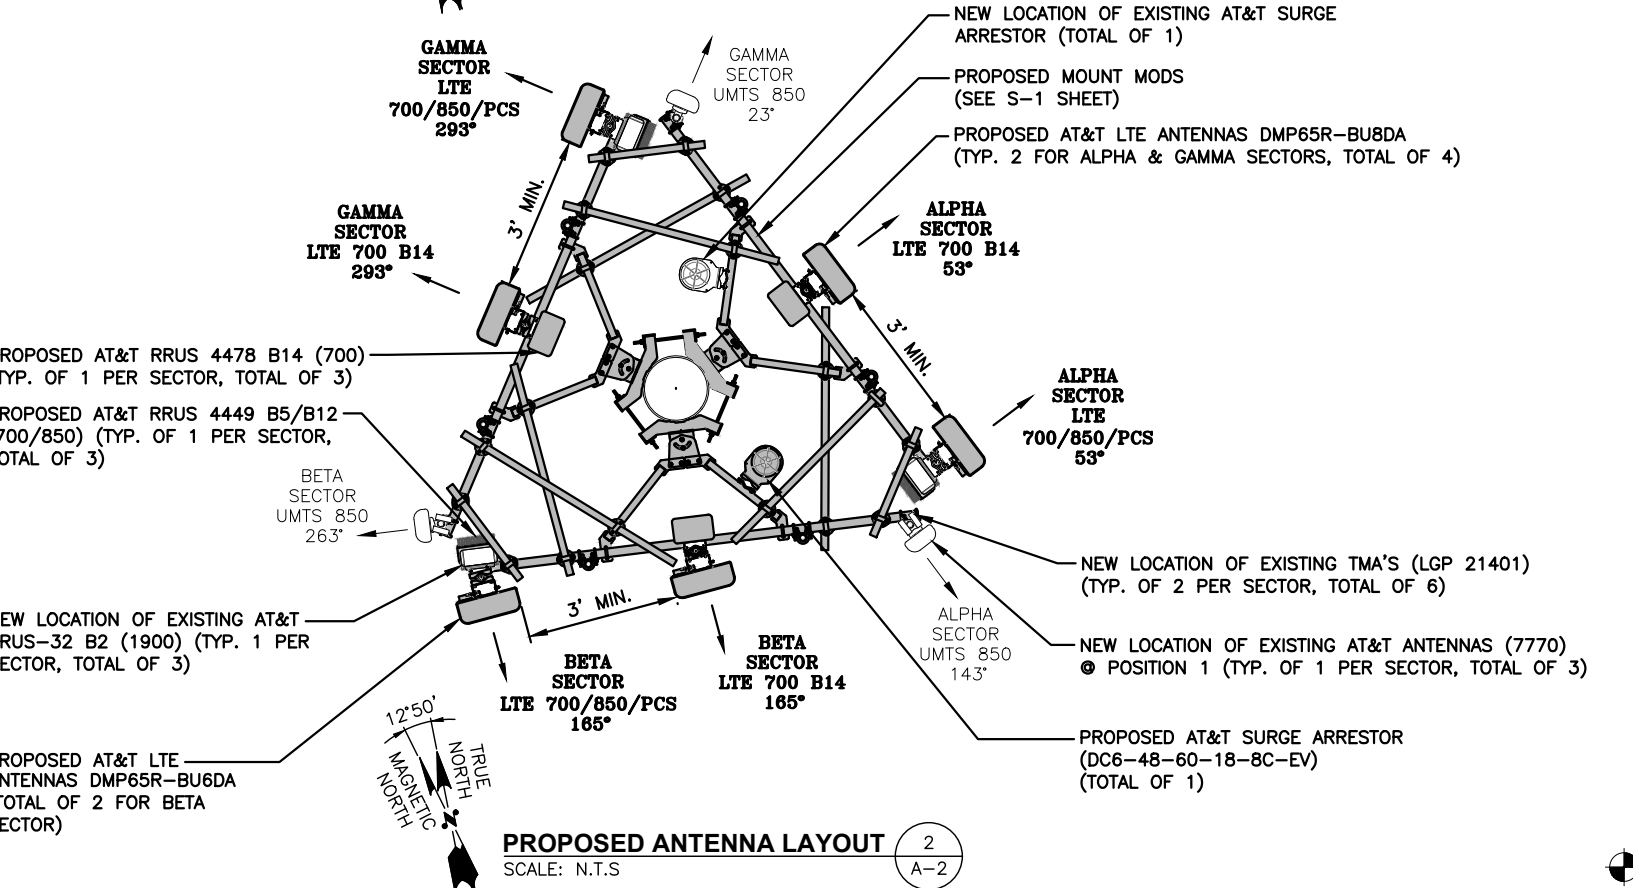 NEW LOCATION OF EXISTING AT&T SURGE
ARRESTOR (TOTAL OF 1)
PROPOSED MOUNT MODS
(SEE S-1 SHEET)
PROPOSED AT&T LTE ANTENNAS DMP65R-BU8DA
(TYP. 2 FOR ALPHA & GAMMA SECTORS, TOTAL OF 4)
GAMMA
SECTOR
LTE
700/850/PCS
293°
GAMMA
SECTOR
UMTS 850
23°
3' MIN.
GAMMA
SECTOR
LTE 700 B14
293°
ALPHA
SECTOR
LTE 700 B14
53°
3' MIN.
ALPHA
SECTOR
LTE
700/850/PCS
53°
ROPOSED AT&T RRUS 4478 B14 (700)
TYP. OF 1 PER SECTOR, TOTAL OF 3)
ROPOSED AT&T RRUS 4449 B5/B12
700/850) (TYP. OF 1 PER SECTOR,
OTAL OF 3)
BETA
SECTOR
UMTS 850
263°
EW LOCATION OF EXISTING AT&T
RUS-32 B2 (1900) (TYP. 1 PER
ECTOR, TOTAL OF 3)
3' MIN.
BETA
SECTOR
LTE 700/850/PCS
165°
BETA
SECTOR
LTE 700 B14
165°
ALPHA
SECTOR
UMTS 850
143°
NEW LOCATION OF EXISTING TMA'S (LGP 21401)
(TYP. OF 2 PER SECTOR, TOTAL OF 6)
NEW LOCATION OF EXISTING AT&T ANTENNAS (7770)
@ POSITION 1 (TYP. OF 1 PER SECTOR, TOTAL OF 3)
PROPOSED AT&T SURGE ARRESTOR
(DC6-48-60-18-8C-EV)
(TOTAL OF 1)
ROPOSED AT&T LTE
NTENNAS DMP65R-BU6DA
TOTAL OF 2 FOR BETA
ECTOR)
12°50'
TRUE
NORTH
MAGNETIC
NORTH
N
PROPOSED ANTENNA LAYOUT
SCALE: N.T.S
2
A-2